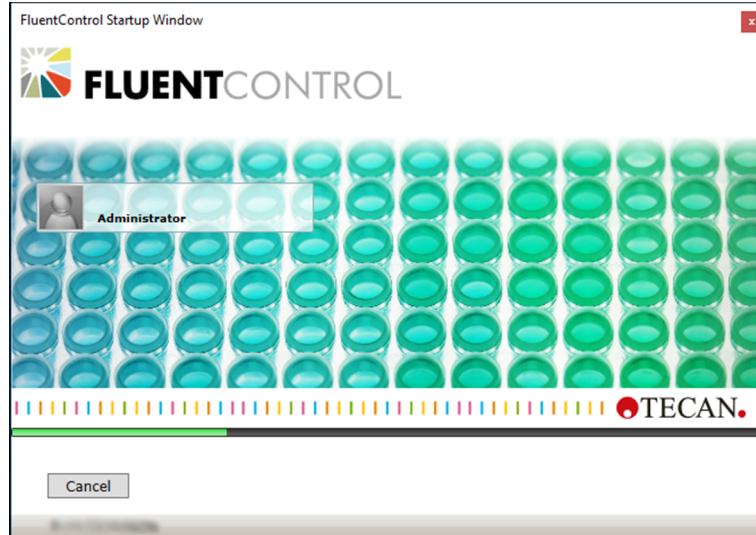 FluentControl Startup Window
x
FLUENTCONTROL
Administrator
TECAN.
Cancel